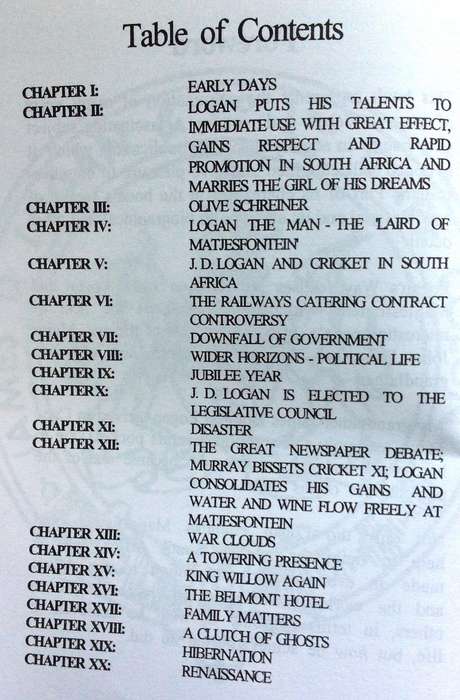 Table of Contents
CHAPTER I: EARLY DAYS
CHAPTER II: LOGAN PUTS HIS TALENTS TO
IMMEDIATE USE WITH GREAT EFFECT,
GAINS RESPECT AND RAPID
PROMOTION IN SOUTH AFRICA AND
MARRIES THE GIRL OF HIS DREAMS
CHAPTER III: OLIVE SCHREINER
CHAPTER IV: LOGAN THE MAN - THE 'LAIRD OF
MATJESFONTEIN'
CHAPTER V: J. D. LOGAN AND CRICKET IN SOUTH
AFRICA
CHAPTER VI: THE RAILWAYS CATERING CONTRACT
CONTROVERSY
CHAPTER VII: DOWNFALL OF GOVERNMENT
CHAPTER VIII: WIDER HORIZONS - POLITICAL LIFE
CHAPTER IX: JUBILEE YEAR
CHAPTER X: J. D. LOGAN IS ELECTED TO THE
LEGISLATIVE COUNCIL
CHAPTER XI: DISASTER
CHAPTER XII: THE GREAT NEWSPAPER DEBATE;
MURRAY BISSET'S CRICKET XI; LOGAN
CONSOLIDATES HIS GAINS AND
WATER AND WINE FLOW FREELY AT
MATJESFONTEIN
CHAPTER XIII: WAR CLOUDS
CHAPTER XIV: A TOWERING PRESENCE
CHAPTER XV: KING WILLOW AGAIN
CHAPTER XVI: THE BELMONT HOTEL
CHAPTER XVII: FAMILY MATTERS
CHAPTER XVIII: A CLUTCH OF GHOSTS
CHAPTER XIX: HIBERNATION
CHAPTER XX: RENAISSANCE